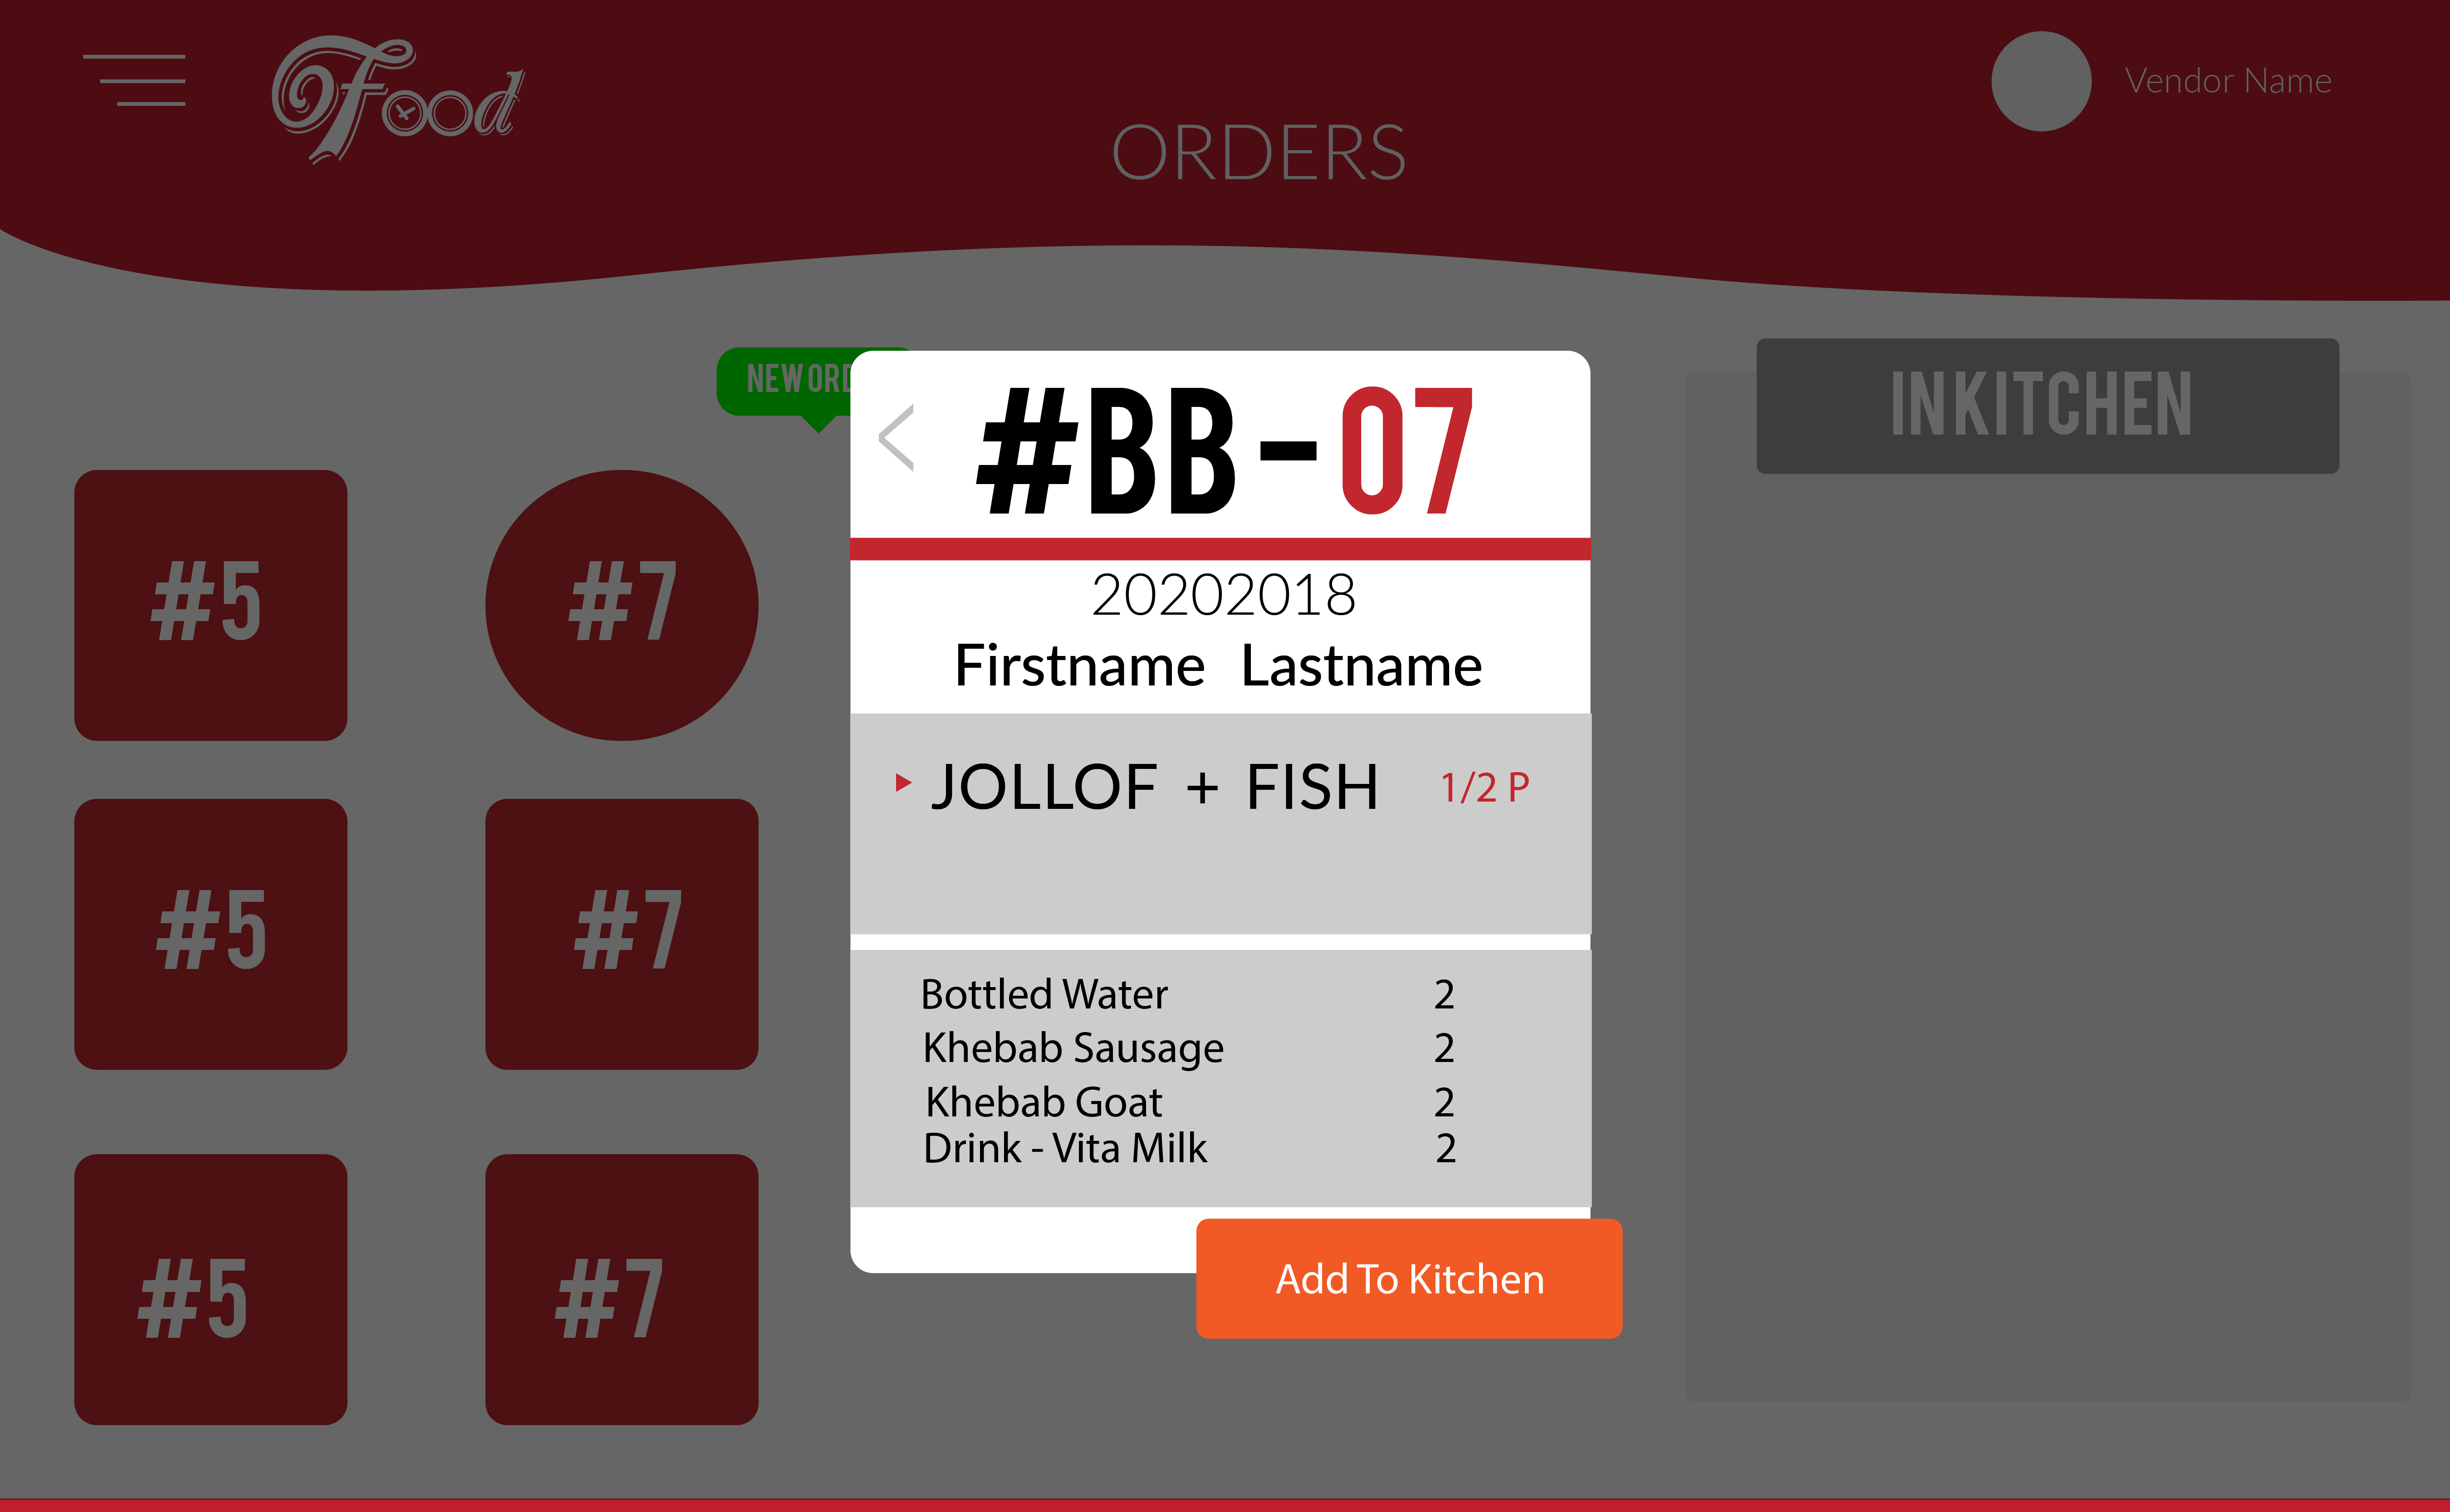 Food
Vendor Name
ORDERS
NEW ORD
#BB-07
INKITCHEN
20202018
Firstname Lastname
#5
#7
JOLLOF + FISH 1/2 P
#5
#7
Bottled Water 2
Khebab Sausage 2
Khebab Goat 2
Drink - Vita Milk 2
#5
#7
Add To Kitchen